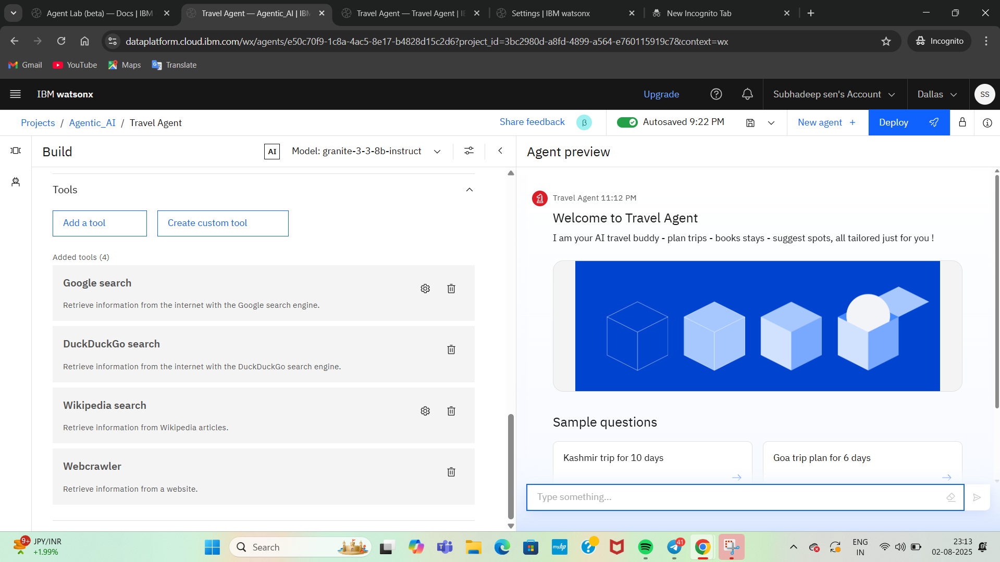 Agent Lab (beta) — Docs | IBM
Travel Agent — Agentic_AI | IBM
Travel Agent — Travel Agent | IB
Settings | IBM watsonx
New Incognito Tab
dataplatform.cloud.ibm.com/wx/agents/e50c70f9-1c8a-4ac5-8e17-b4828d15c2d6?project_id=3bc2980d-a8fd-4899-a564-e760115919c7&context=wx
Incognito
Gmail
YouTube
Maps
Translate
IBM watsonx
Upgrade
Subhadeep sen's Account
Dallas
SS
Projects / Agentic_AI / Travel Agent
Share feedback
β
Autosaved 9:22 PM
New agent +
Deploy
Build
AI
Model: granite-3-3-8b-instruct
Agent preview
Tools
Add a tool
Create custom tool
Added tools (4)
Google search
Retrieve information from the internet with the Google search engine.
DuckDuckGo search
Retrieve information from the internet with the DuckDuckGo search engine.
Wikipedia search
Retrieve information from Wikipedia articles.
Webcrawler
Retrieve information from a website.
Travel Agent 11:12 PM
Welcome to Travel Agent
I am your AI travel buddy - plan trips - books stays - suggest spots, all tailored just for you !
Sample questions
Kashmir trip for 10 days
Goa trip plan for 6 days
Type something...
9+
JPY/INR
+1.99%
Search
myhp
41
ENG
IN
23:13
02-08-2025